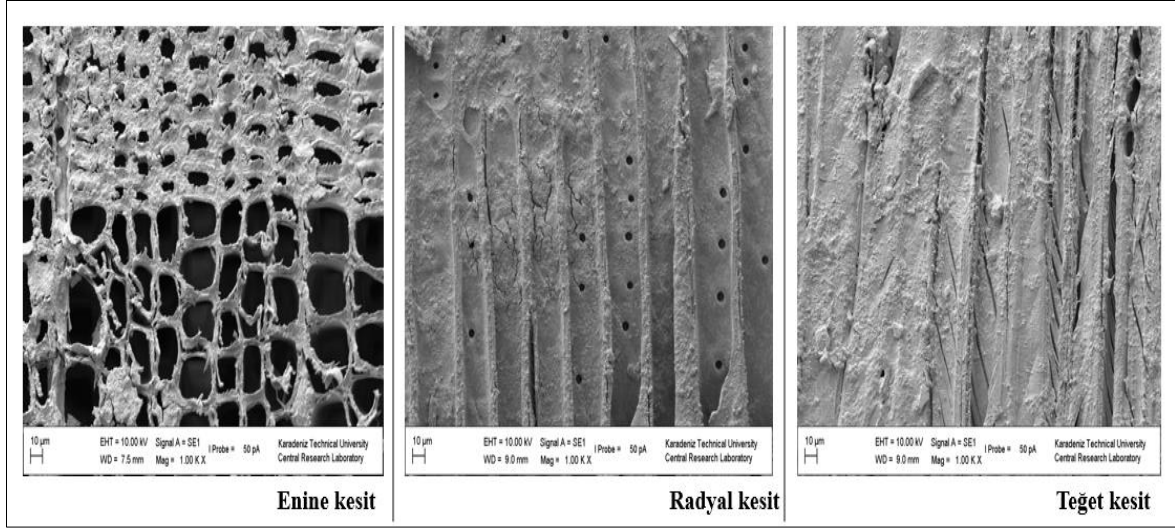 10 µm
EHT = 10.00 kV Signal A = SE1
WD = 7.5 mm Mag = 1.00 K X
I Probe = 50 pA
Karadeniz Technical University
Central Research Laboratory
Enine kesit
10 µm
EHT = 10.00 kV Signal A = SE1
WD = 9.0 mm Mag = 1.00 K X
I Probe = 50 pA
Karadeniz Technical University
Central Research Laboratory
Radyal kesit
10 µm
EHT = 10.00 kV Signal A = SE1
WD = 9.0 mm Mag = 1.00 K X
I Probe = 50 pA
Karadeniz Technical University
Central Research Laboratory
Teğet kesit